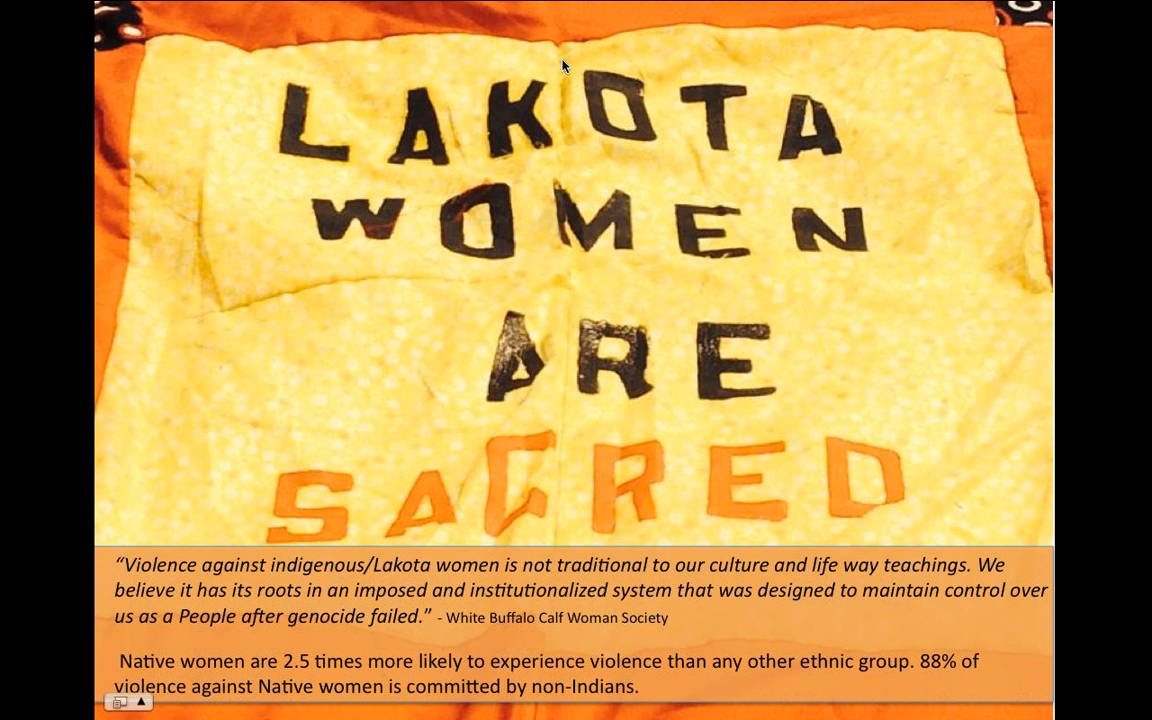 LAKOTA
WOMEN
ARE
SACRED
“Violence against indigenous/Lakota women is not traditional to our culture and life way teachings. We
believe it has its roots in an imposed and institutionalized system that was designed to maintain control over
us as a People after genocide failed.” - White Buffalo Calf Woman Society
Native women are 2.5 times more likely to experience violence than any other ethnic group. 88% of
violence against Native women is committed by non-Indians.